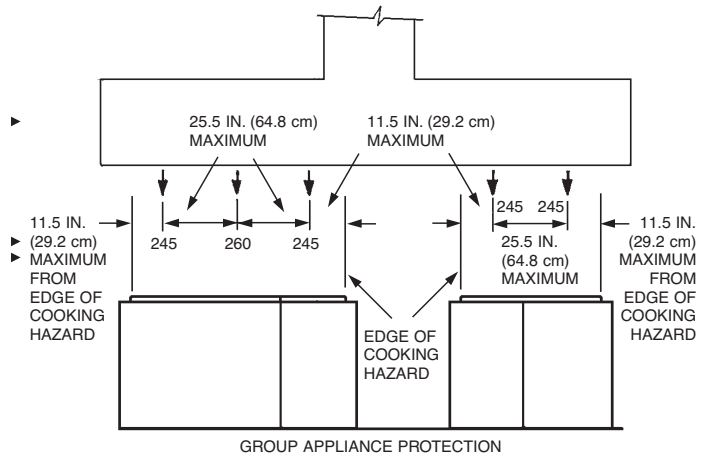 25.5 IN. (64.8 cm)
MAXIMUM
11.5 IN. (29.2 cm)
MAXIMUM
11.5 IN.
(29.2 cm)
MAXIMUM
FROM
EDGE OF
COOKING
HAZARD
245
260
245
EDGE OF
COOKING
HAZARD
245
245
25.5 IN.
(64.8 cm)
MAXIMUM
11.5 IN.
(29.2 cm)
MAXIMUM
FROM
EDGE OF
COOKING
HAZARD
GROUP APPLIANCE PROTECTION